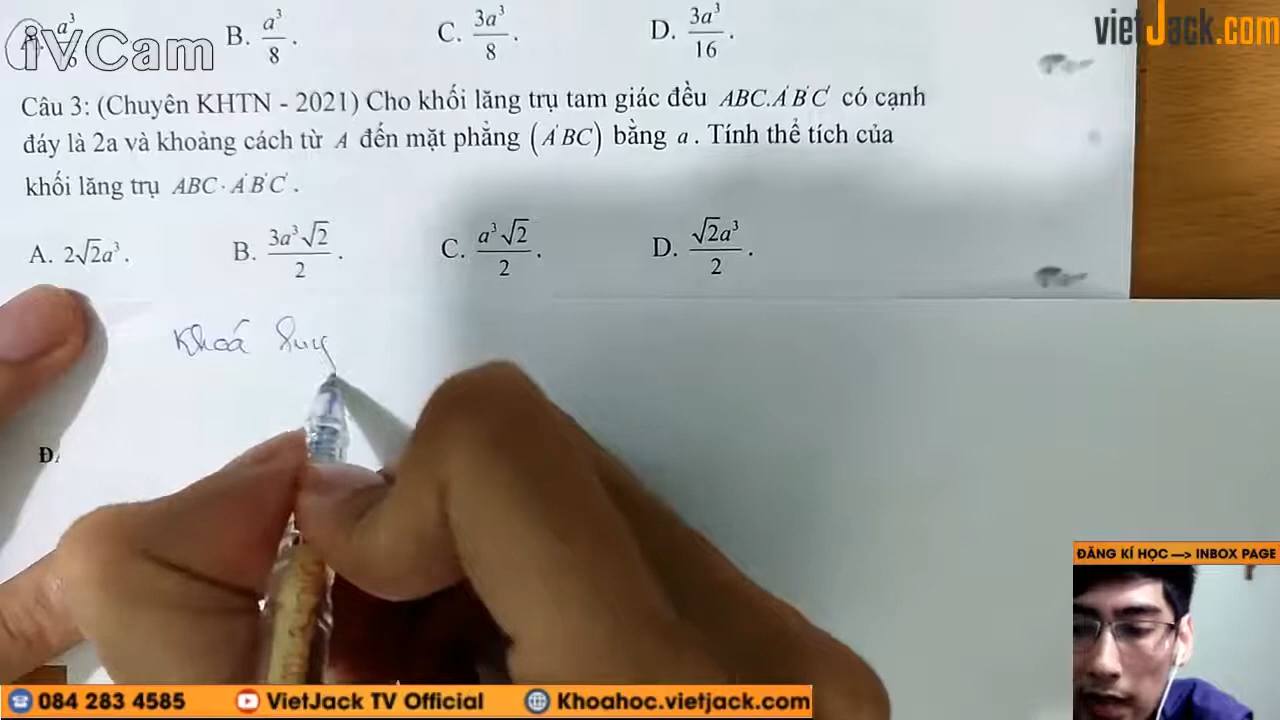 vietJack.com
iVCam
B. a³/8 . C. 3a³/8 . D. 3a³/16 .
Câu 3: (Chuyên KHTN - 2021) Cho khối lăng trụ tam giác đều ABC.A'B'C' có cạnh
đáy là 2a và khoảng cách từ A đến mặt phẳng (A'BC) bằng a. Tính thể tích của
khối lăng trụ ABC·A'B'C'.
A. 2√2a³. B. 3a³√2/2 . C. a³√2/2 . D. √2a³/2 .
Khoá
Đ
ĐĂNG KÍ HỌC —> INBOX PAGE
084 283 4585 VietJack TV Official Khoahoc.vietjack.com